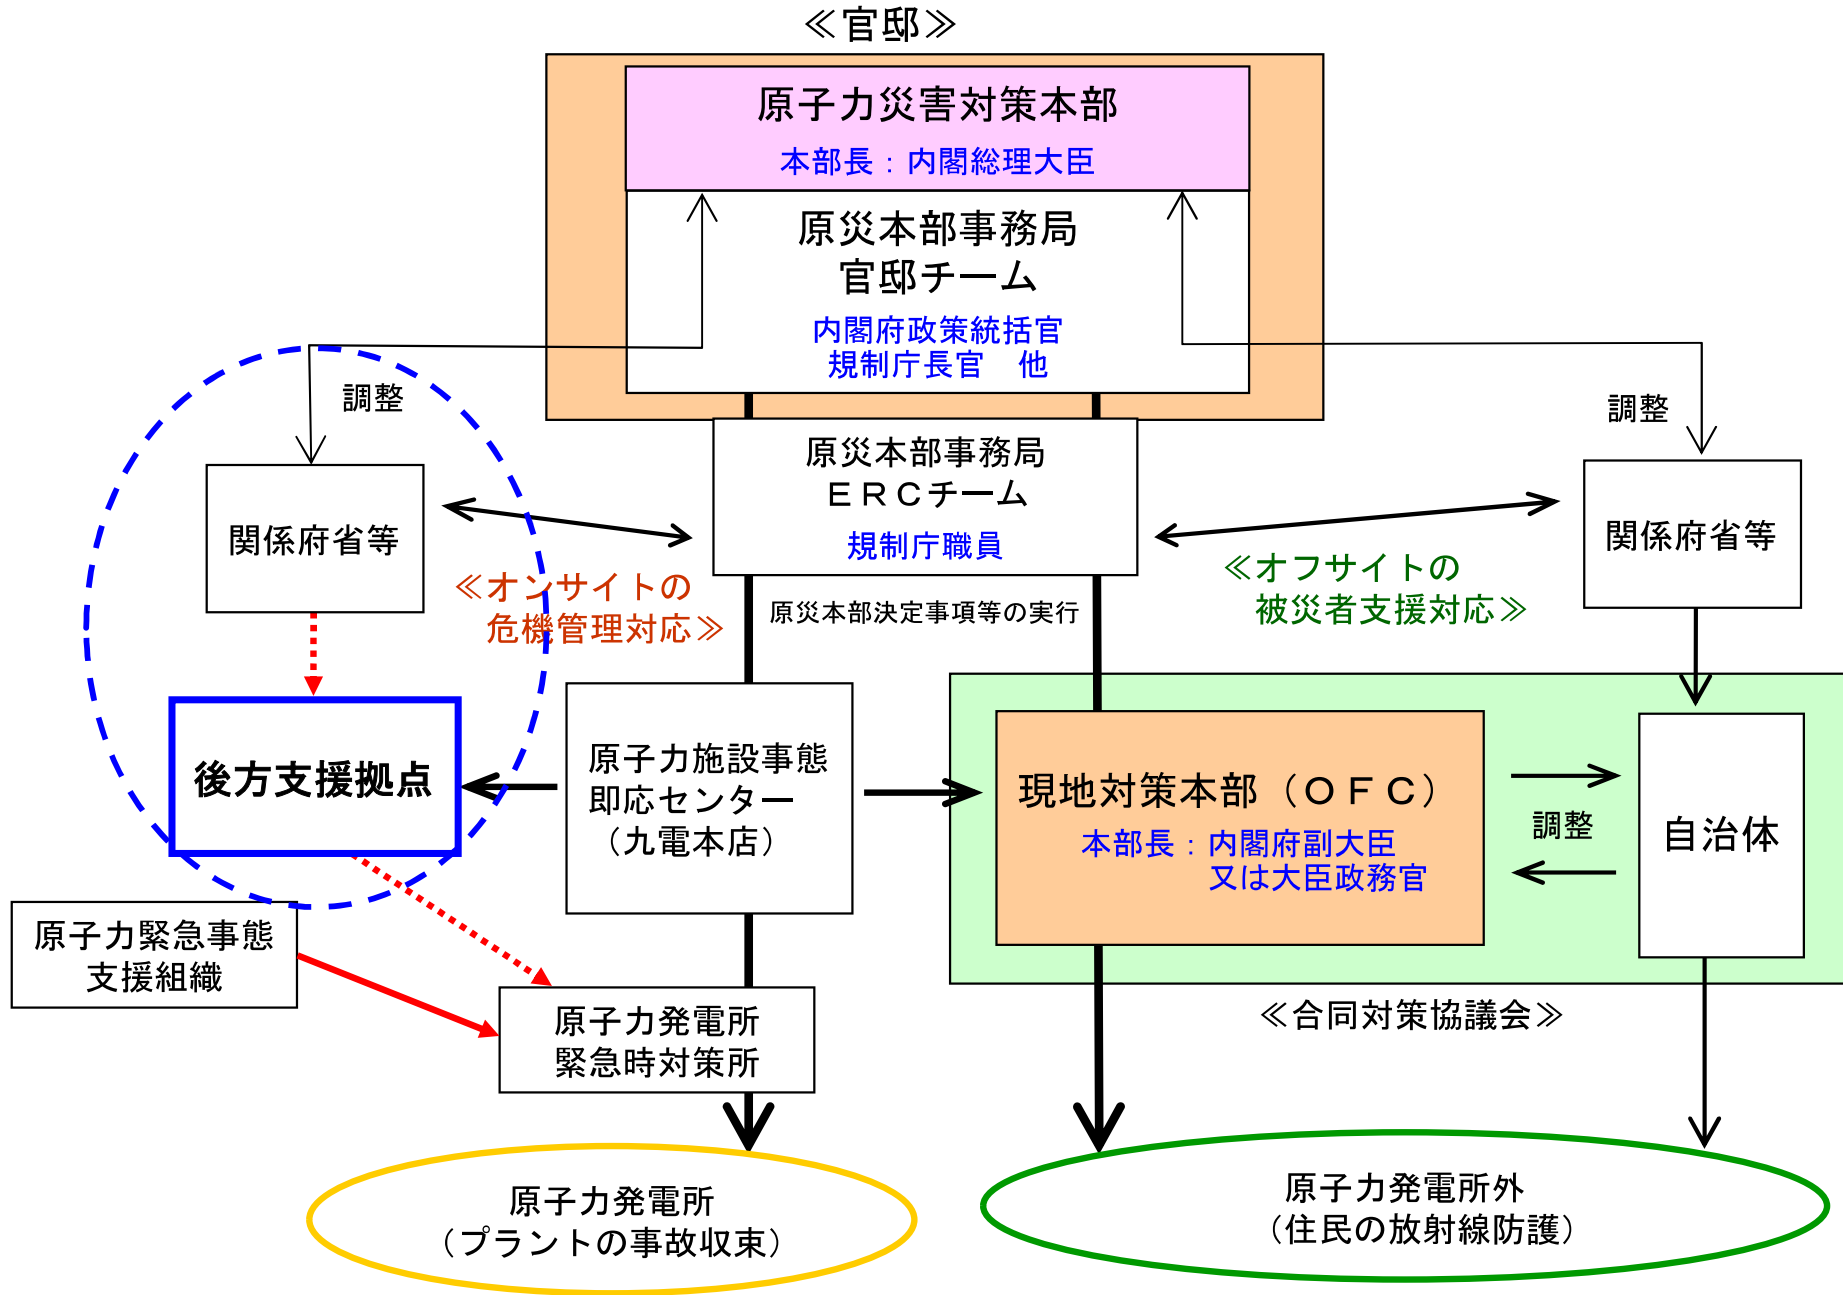 ≪官邸≫
原子力災害対策本部
本部長：内閣総理大臣
原災本部事務局
官邸チーム
内閣府政策統括官
規制庁長官　他
調整
調整
原災本部事務局
ＥＲＣチーム
規制庁職員
関係府省等
関係府省等
≪オンサイトの
危機管理対応≫
原災本部決定事項等の実行
≪オフサイトの
被災者支援対応≫
後方支援拠点
原子力施設事態
即応センター
（九電本店）
現地対策本部（ＯＦＣ）
本部長：内閣府副大臣
又は大臣政務官
調整
自治体
原子力緊急事態
支援組織
原子力発電所
緊急時対策所
≪合同対策協議会≫
原子力発電所
（プラントの事故収束）
原子力発電所外
（住民の放射線防護）